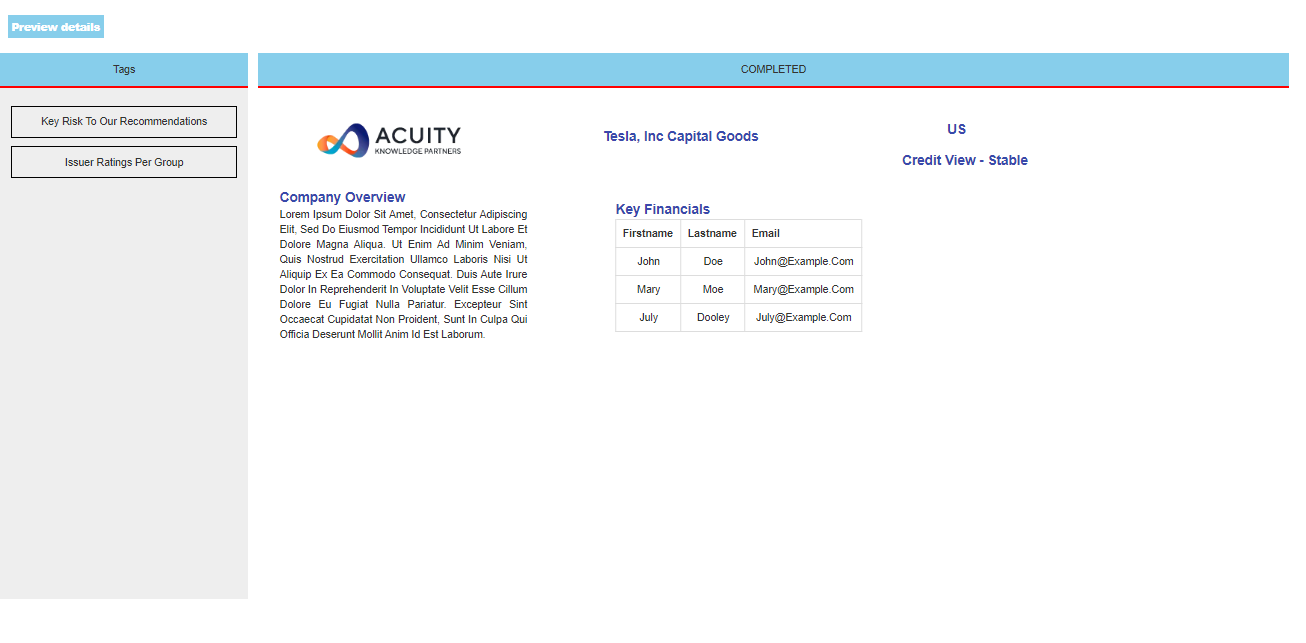 Preview details
Tags
COMPLETED
Key Risk To Our Recommendations
Issuer Ratings Per Group
ACUITY
KNOWLEDGE PARTNERS
Tesla, Inc Capital Goods
US
Credit View - Stable
Company Overview
Lorem Ipsum Dolor Sit Amet, Consectetur Adipiscing
Elit, Sed Do Eiusmod Tempor Incididunt Ut Labore Et
Dolore Magna Aliqua. Ut Enim Ad Minim Veniam,
Quis Nostrud Exercitation Ullamco Laboris Nisi Ut
Aliquip Ex Ea Commodo Consequat. Duis Aute Irure
Dolor In Reprehenderit In Voluptate Velit Esse Cillum
Dolore Eu Fugiat Nulla Pariatur. Excepteur Sint
Occaecat Cupidatat Non Proident, Sunt In Culpa Qui
Officia Deserunt Mollit Anim Id Est Laborum.
Key Financials
Firstname Lastname Email
John Doe John@Example.Com
Mary Moe Mary@Example.Com
July Dooley July@Example.Com